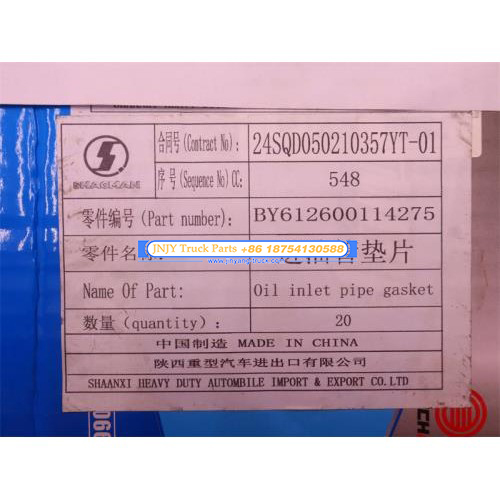 SHACMAN
合同号(Contract No): 24SQD050210357YT-01
序 号(Sequence No)CC: 548
零件编号(Part number): BY612600114275
零件名称: 垫片
JNJY Truck Parts +86 18754130588
Name Of Part: Oil inlet pipe gasket
数量(quantity): 20
中国制造 MADE IN CHINA
陕西重型汽车进出口有限公司
SHAANXI HEAVY DUTY AUTOMBILE IMPORT & EXPORT CO.LTD